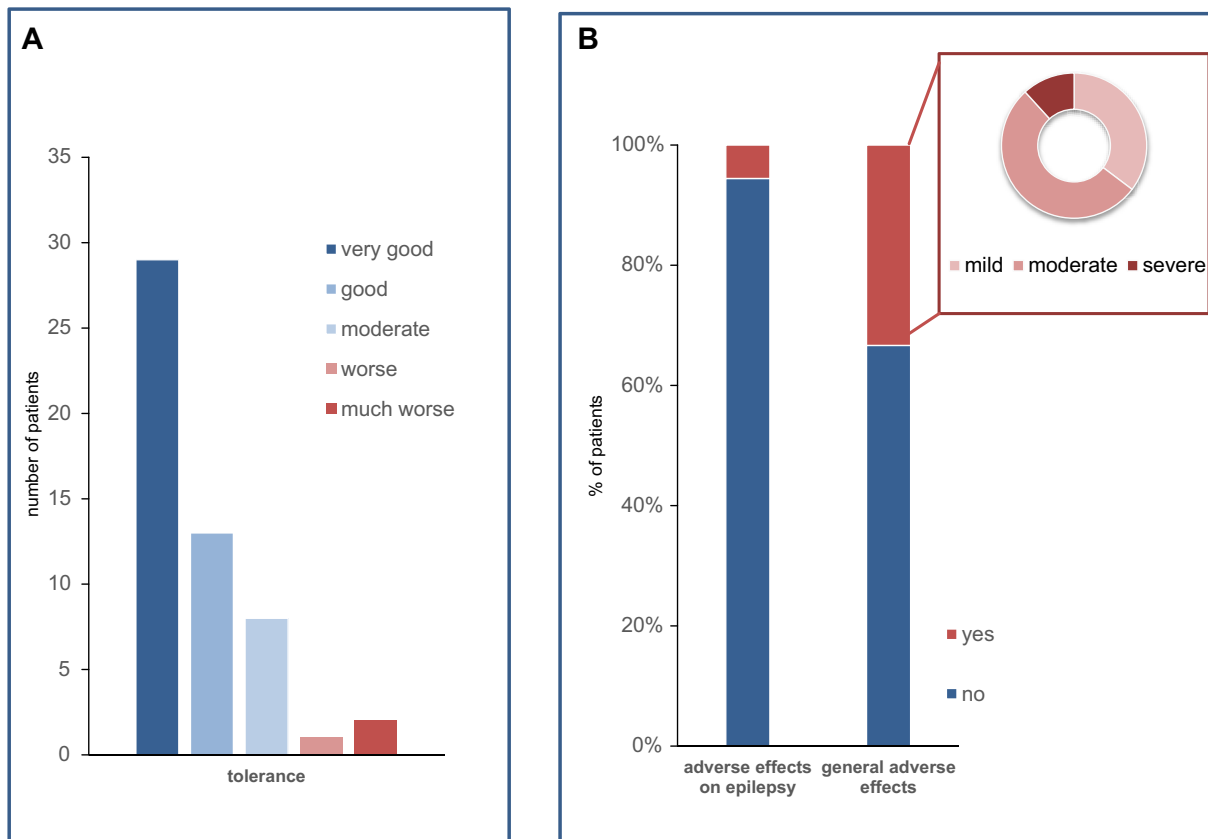 A
35
30
25
20
15
10
5
0
number of patients
very good
good
moderate
worse
much worse
tolerance
B
100%
80%
60%
40%
20%
0%
% of patients
mild moderate severe
yes
no
adverse effects
on epilepsy
general adverse
effects